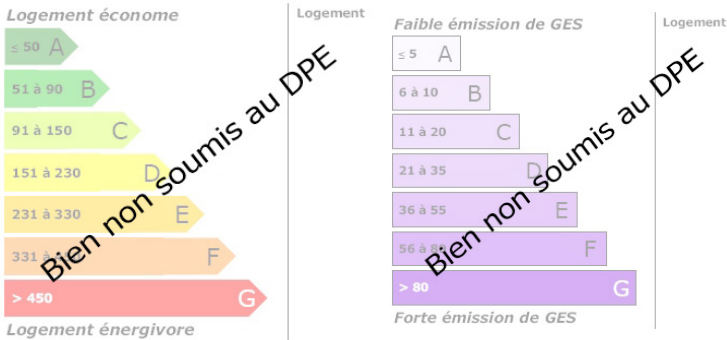 Logement économe
Logement
≤ 50 A
51 à 90 B
91 à 150 C
151 à 230 D
231 à 330 E
331 à F
> 450 G
Logement énergivore
Bien non soumis au DPE
Faible émission de GES
Logement
≤ 5 A
6 à 10 B
11 à 20 C
21 à 35 D
36 à 55 E
56 à 80 F
> 80 G
Forte émission de GES
Bien non soumis au DPE